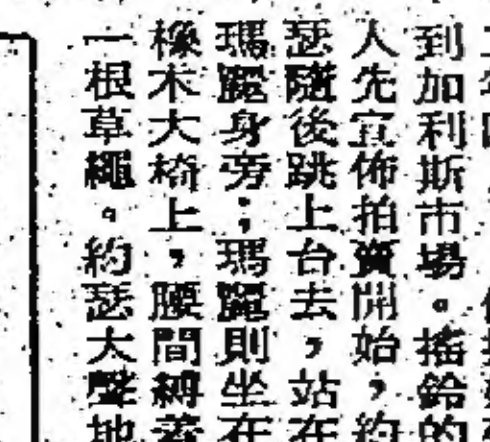 到加利斯市場。搖鈴的
人先宣佈拍賣開始，約
瑟隨後跳上台去，站在
瑪麗身旁；瑪麗則坐在
橡木大椅上，腰間縛著
一根草繩。約瑟大聲地